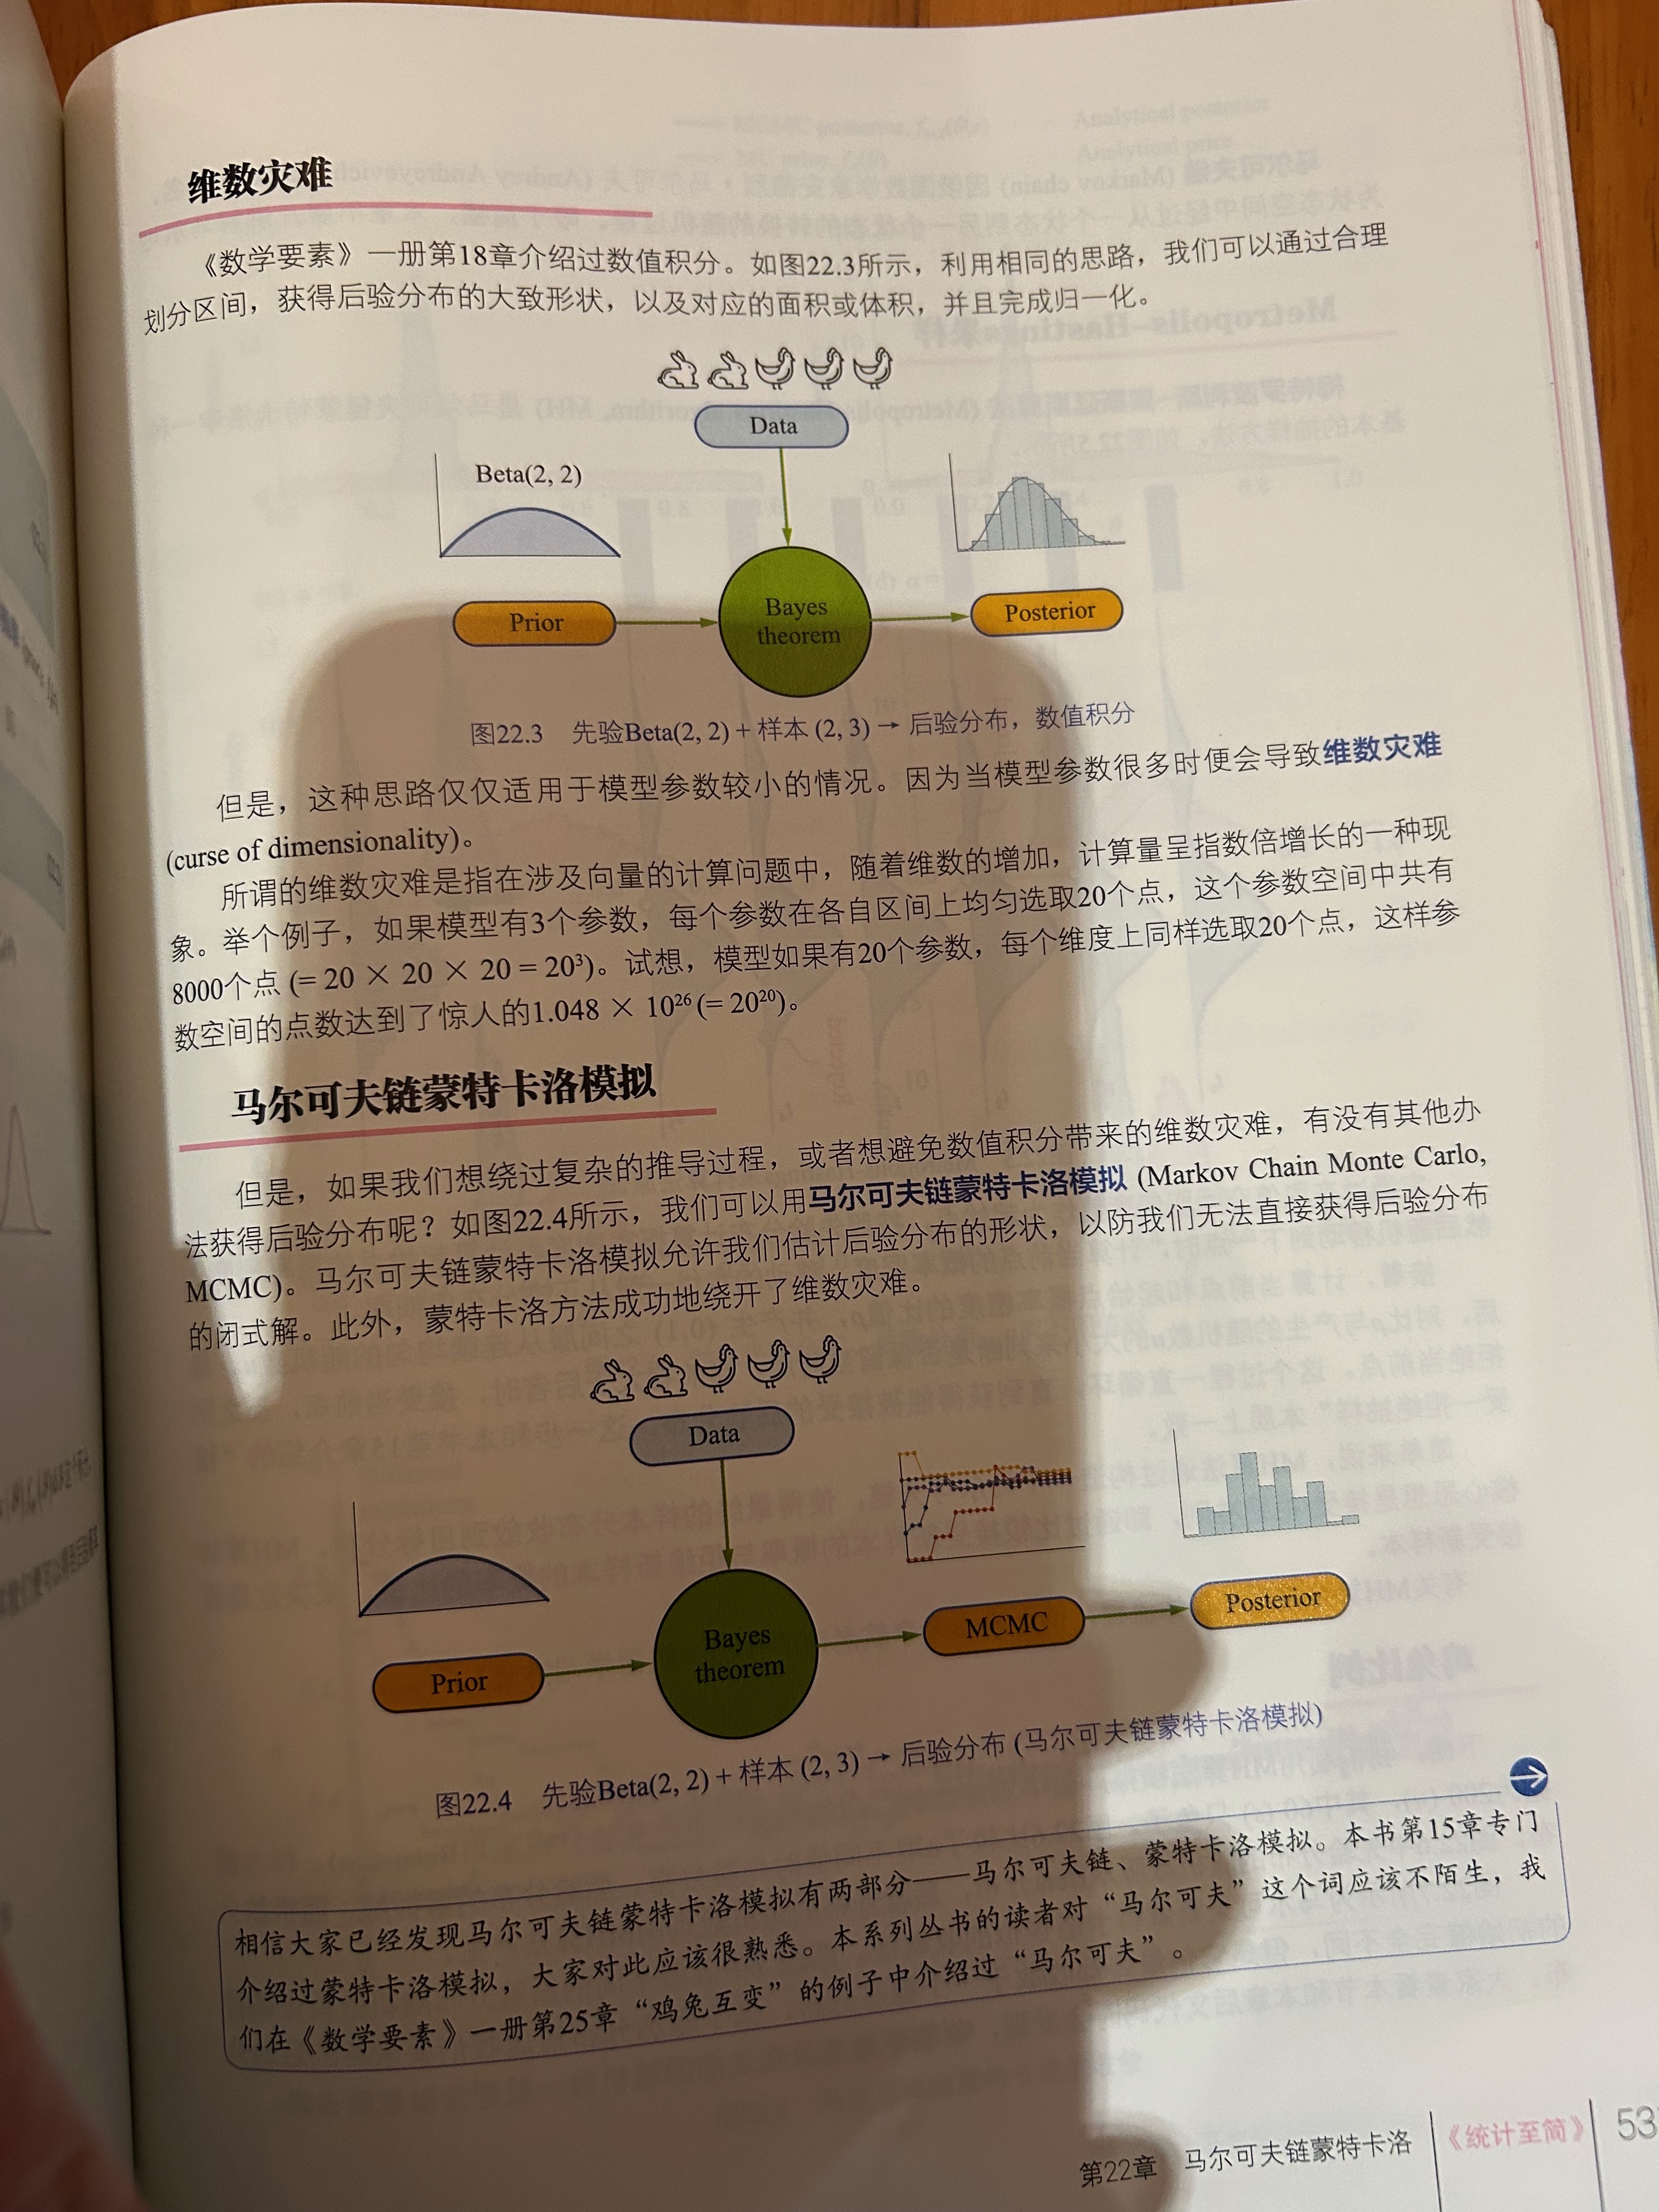 维数灾难
《数学要素》一册第18章介绍过数值积分。如图22.3所示，利用相同的思路，我们可以通过合理
划分区间，获得后验分布的大致形状，以及对应的面积或体积，并且完成归一化。
Data
Beta(2, 2)
Prior
Bayes
theorem
Posterior
图22.3 先验Beta(2, 2) + 样本 (2, 3) → 后验分布，数值积分
但是，这种思路仅仅适用于模型参数较小的情况。因为当模型参数很多时便会导致维数灾难
(curse of dimensionality)。
所谓的维数灾难是指在涉及向量的计算问题中，随着维数的增加，计算量呈指数倍增长的一种现
象。举个例子，如果模型有3个参数，每个参数在各自区间上均匀选取20个点，这个参数空间中共有
8000个点 (= 20 × 20 × 20 = 20³)。试想，模型如果有20个参数，每个维度上同样选取20个点，这样参
数空间的点数达到了惊人的1.048 × 10²⁶ (= 20²⁰)。
马尔可夫链蒙特卡洛模拟
但是，如果我们想绕过复杂的推导过程，或者想避免数值积分带来的维数灾难，有没有其他办
法获得后验分布呢？如图22.4所示，我们可以用马尔可夫链蒙特卡洛模拟 (Markov Chain Monte Carlo,
MCMC)。马尔可夫链蒙特卡洛模拟允许我们估计后验分布的形状，以防我们无法直接获得后验分布
的闭式解。此外，蒙特卡洛方法成功地绕开了维数灾难。
Data
Prior
Bayes
theorem
MCMC
Posterior
图22.4 先验Beta(2, 2) + 样本 (2, 3) → 后验分布 (马尔可夫链蒙特卡洛模拟)
相信大家已经发现马尔可夫链蒙特卡洛模拟有两部分——马尔可夫链、蒙特卡洛模拟。本书第15章专门
介绍过蒙特卡洛模拟，大家对此应该很熟悉。本系列丛书的读者对“马尔可夫”这个词应该不陌生，我
们在《数学要素》一册第25章“鸡兔互变”的例子中介绍过“马尔可夫”。
第22章 马尔可夫链蒙特卡洛 《统计至简》 53